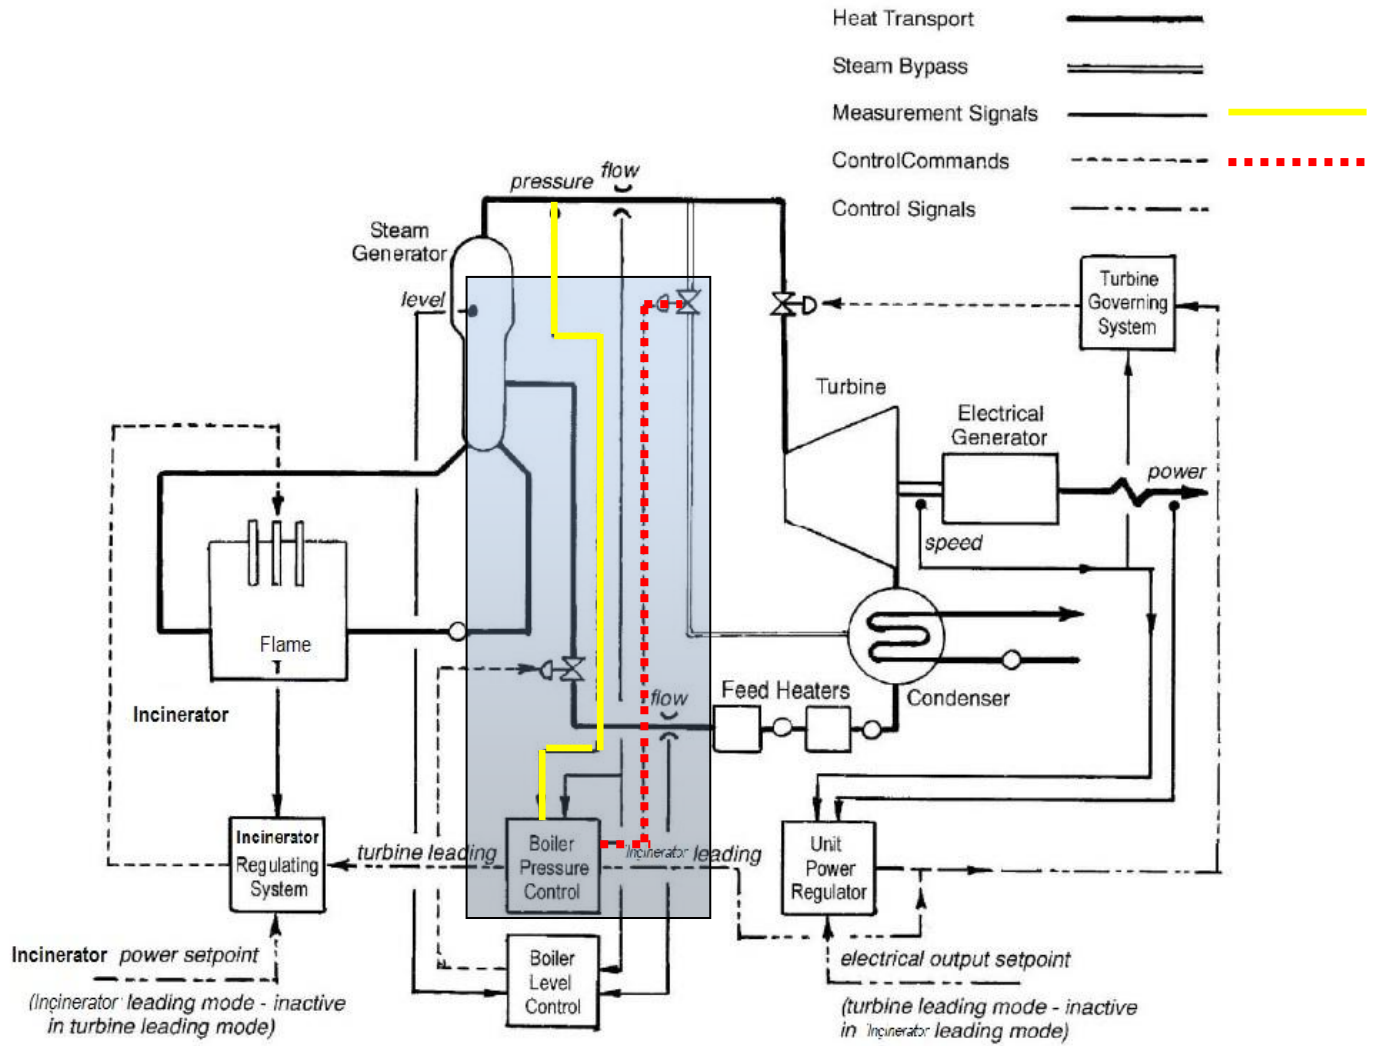 Heat Transport
Steam Bypass
Measurement Signals
ControlCommands
Control Signals
flow
pressure
Steam
Generator
level
Turbine
Governing
System
Turbine
Electrical
Generator
power
speed
Flame
Incinerator
Feed Heaters
Condenser
flow
Incinerator
Regulating
System
turbine leading
Boiler
Pressure
Control
Incinerator leading
Unit
Power
Regulator
Incinerator power setpoint
(Incinerator leading mode - inactive
in turbine leading mode)
Boiler
Level
Control
electrical output setpoint
(turbine leading mode - inactive
in Incinerator leading mode)